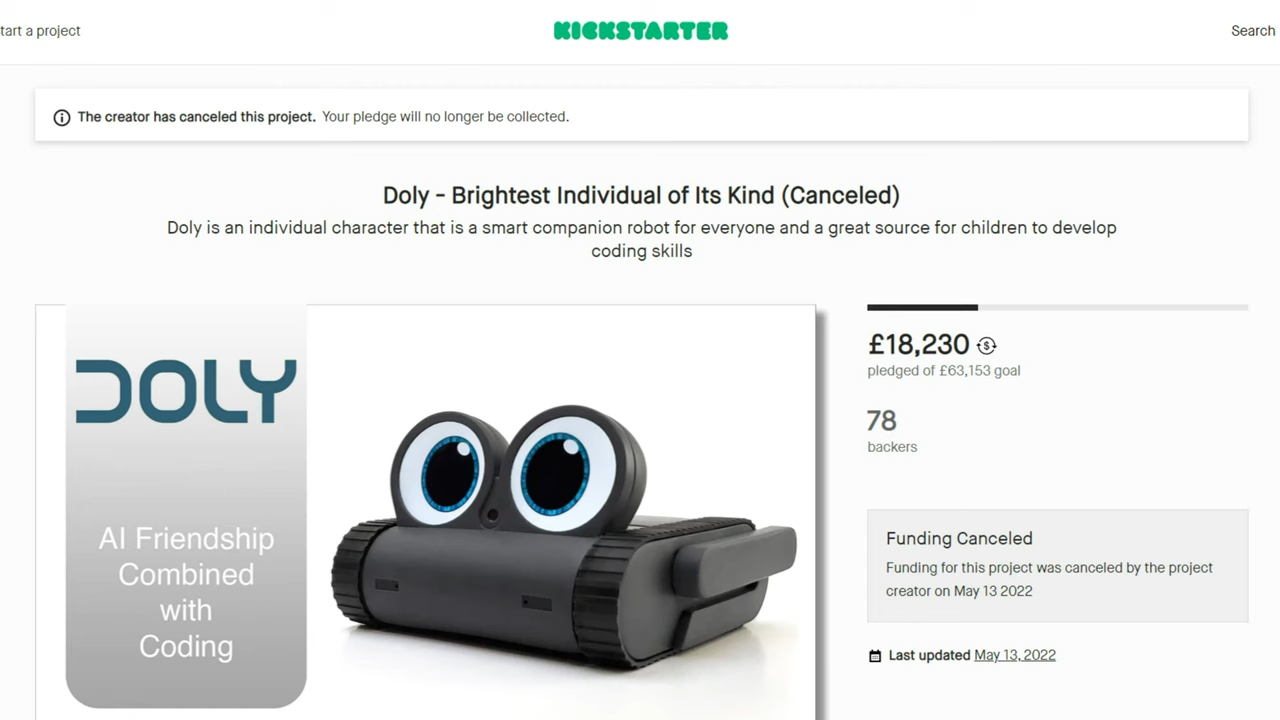 tart a project
KICKSTARTER
Search
The creator has canceled this project. Your pledge will no longer be collected.
Doly - Brightest Individual of Its Kind (Canceled)
Doly is an individual character that is a smart companion robot for everyone and a great source for children to develop
coding skills
DOLY
AI Friendship
Combined
with
Coding
£18,230
pledged of £63,153 goal
78
backers
Funding Canceled
Funding for this project was canceled by the project
creator on May 13 2022
Last updated May 13, 2022